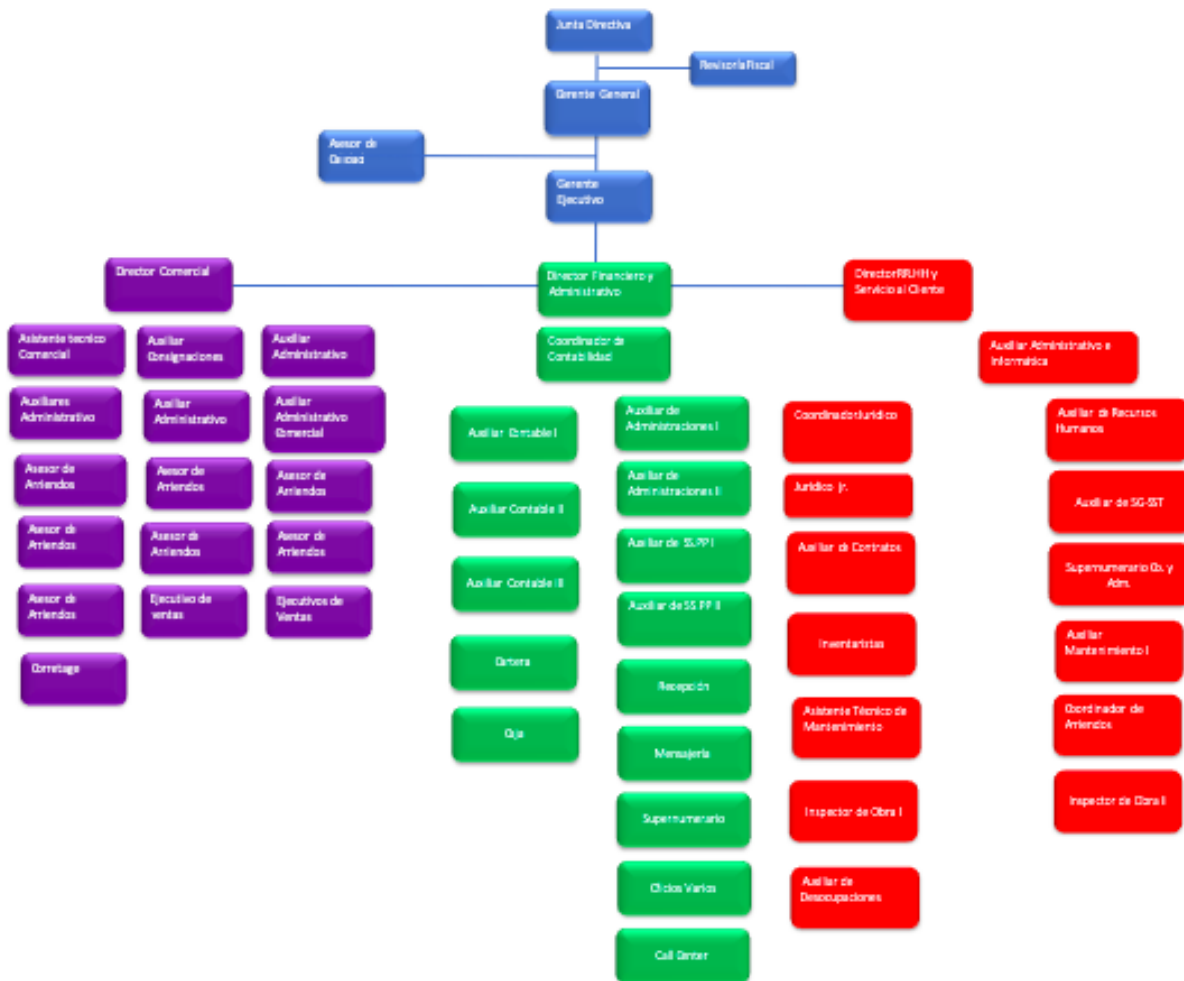 Junta Directiva
Revisoría Fiscal
Gerente General
Asesor de
Calidad
Gerente
Ejecutivo
Director Comercial
Director Financiero y
Administrativo
Director RR.HH y
Servicio al Cliente
Asistente tecnico
Comercial
Auxiliar
Consignaciones
Auxiliar
Administrativo
Coordinador de
Contabilidad
Auxiliar Administrativo e
Informática
Auxiliares
Administrativo
Auxiliar
Administrativo
Auxiliar
Administrativo
Comercial
Asesor de
Arriendos
Asesor de
Arriendos
Asesor de
Arriendos
Asesor de
Arriendos
Asesor de
Arriendos
Asesor de
Arriendos
Asesor de
Arriendos
Ejecutivo de
ventas
Ejecutivos de
Ventas
Corretage
Auxiliar Contable I
Auxiliar Contable II
Auxiliar Contable III
Cartera
Caja
Auxiliar de
Administraciones I
Auxiliar de
Administraciones II
Auxiliar de SS.PP I
Auxiliar de SS.PP II
Recepción
Mensajería
Supernumerario
Oficios Varios
Call Center
Coordinador Jurídico
Jurídico jr.
Auxiliar de Contratos
Inventaristas
Asistente Técnico de
Mantenimiento
Inspector de Obra I
Auxiliar de
Desocupaciones
Auxiliar de Recursos
Humanos
Auxiliar de SG-SST
Supernumerario Co. y
Adm.
Auxiliar
Mantenimiento I
Coordinador de
Arriendos
Inspector de Obra II